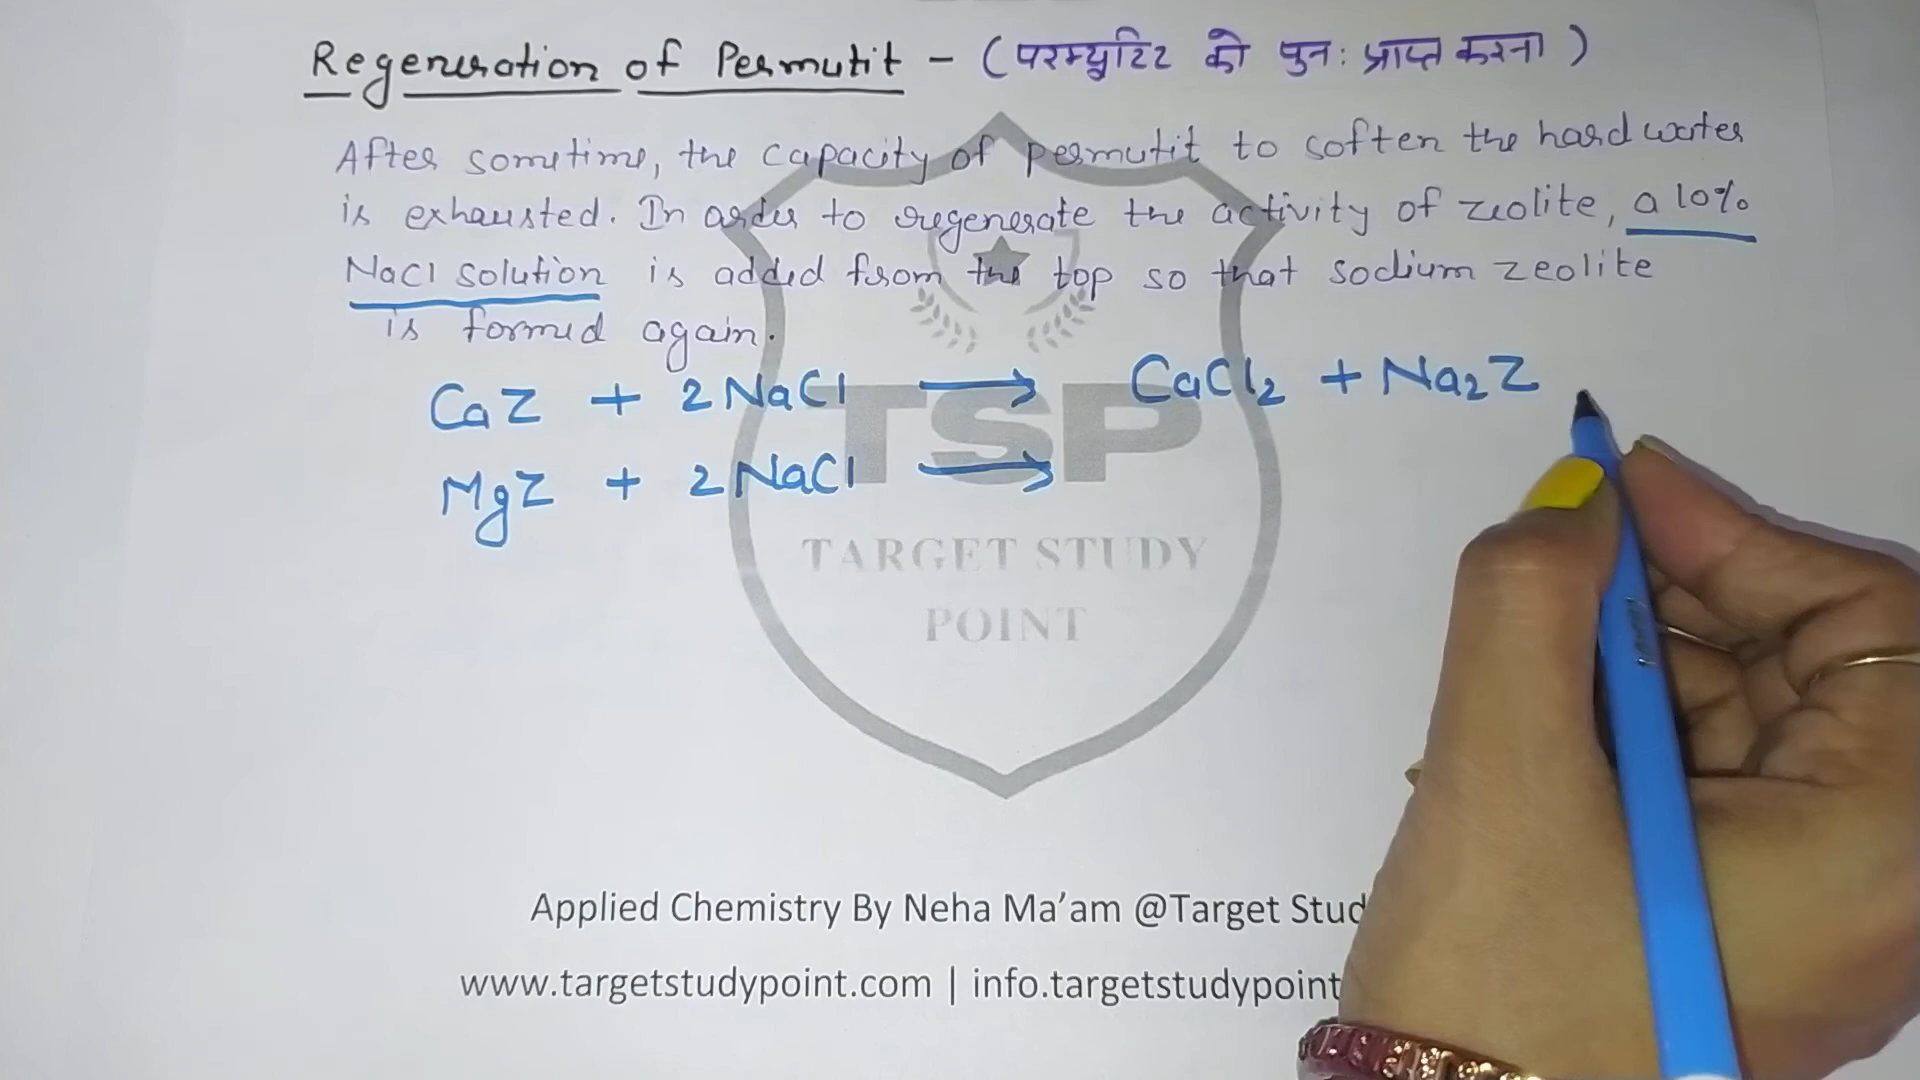 Regeneration of Permutit - (परम्यूटिट को पुनः प्राप्त करना)
After sometime, the capacity of permutit to soften the hard water
is exhausted. In order to regenerate the activity of zeolite, a 10%
NaCl solution is added from the top so that sodium zeolite
is formed again.
CaZ + 2NaCl → CaCl2 + Na2Z
MgZ + 2NaCl →
TSP
TARGET STUDY
POINT
Applied Chemistry By Neha Ma'am @Target Stud
www.targetstudypoint.com | info.targetstudypoint